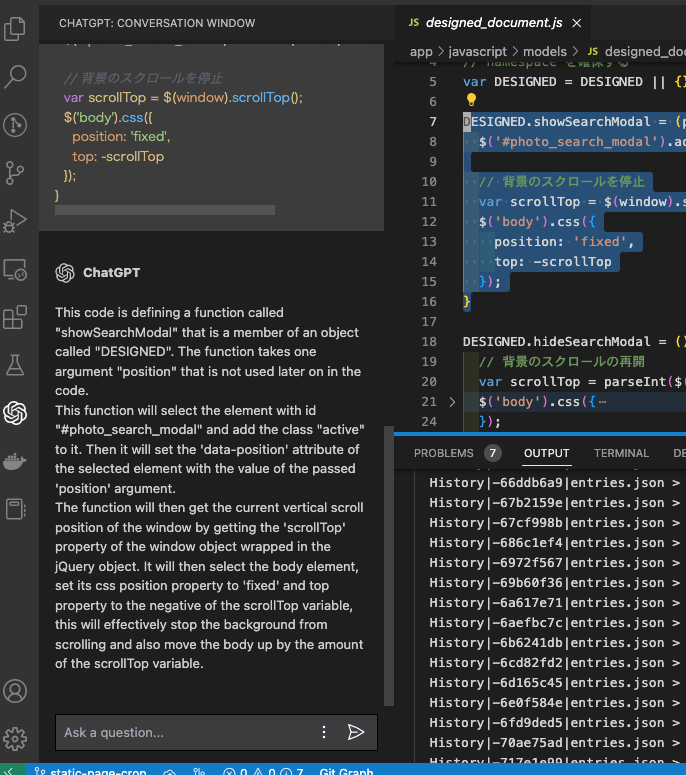 CHATGPT: CONVERSATION WINDOW
// 背景のスクロールを停止
var scrollTop = $(window).scrollTop();
$('body').css({
position: 'fixed',
top: -scrollTop
});
}
ChatGPT
This code is defining a function called
"showSearchModal" that is a member of an object
called "DESIGNED". The function takes one
argument "position" that is not used later on in the
code.
This function will select the element with id
"#photo_search_modal" and add the class "active"
to it. Then it will set the 'data-position' attribute of
the selected element with the value of the passed
'position' argument.
The function will then get the current vertical scroll
position of the window by getting the 'scrollTop'
property of the window object wrapped in the
jQuery object. It will then select the body element,
set its css position property to 'fixed' and top
property to the negative of the scrollTop variable,
this will effectively stop the background from
scrolling and also move the body up by the amount
of the scrollTop variable.
Ask a question...
JS designed_document.js
app > javascript > models > JS designed_doc
// namespace を確保する
5 var DESIGNED = DESIGNED || {}
6
7 DESIGNED.showSearchModal = (p
8 $('#photo_search_modal').ad
9
10 // 背景のスクロールを停止
11 var scrollTop = $(window).s
12 $('body').css({
13 position: 'fixed',
14 top: -scrollTop
15 });
16 }
17
18 DESIGNED.hideSearchModal = ()
19 // 背景のスクロールの再開
20 var scrollTop = parseInt($(
21 $('body').css({⋯
24 });
PROBLEMS 7 OUTPUT TERMINAL DE
History|-66ddb6a9|entries.json >
History|-67b2159e|entries.json >
History|-67cf998b|entries.json >
History|-686c1ef4|entries.json >
History|-6972f567|entries.json >
History|-69b60f36|entries.json >
History|-6a617e71|entries.json >
History|-6aefbc7c|entries.json >
History|-6b6241db|entries.json >
History|-6cd82fd2|entries.json >
History|-6d165c45|entries.json >
History|-6e0f584e|entries.json >
History|-6fd9ded5|entries.json >
History|-70ae75ad|entries.json >
History|-717e1e99|entries.json >
static-page-crop 0 0 7 Git Graph